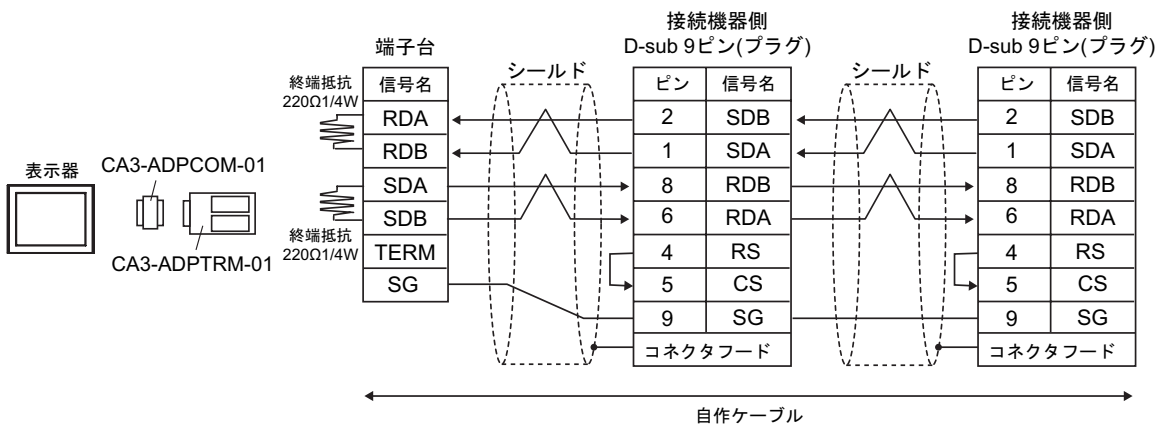 接続機器側
D-sub 9ピン(プラグ)
接続機器側
D-sub 9ピン(プラグ)
端子台
シールド
シールド
終端抵抗
220Ω1/4W
信号名
RDA
RDB
SDA
SDB
TERM
SG
終端抵抗
220Ω1/4W
表示器
CA3-ADPCOM-01
CA3-ADPTRM-01
ピン 信号名
2 SDB
1 SDA
8 RDB
6 RDA
4 RS
5 CS
9 SG
コネクタフード
ピン 信号名
2 SDB
1 SDA
8 RDB
6 RDA
4 RS
5 CS
9 SG
コネクタフード
自作ケーブル